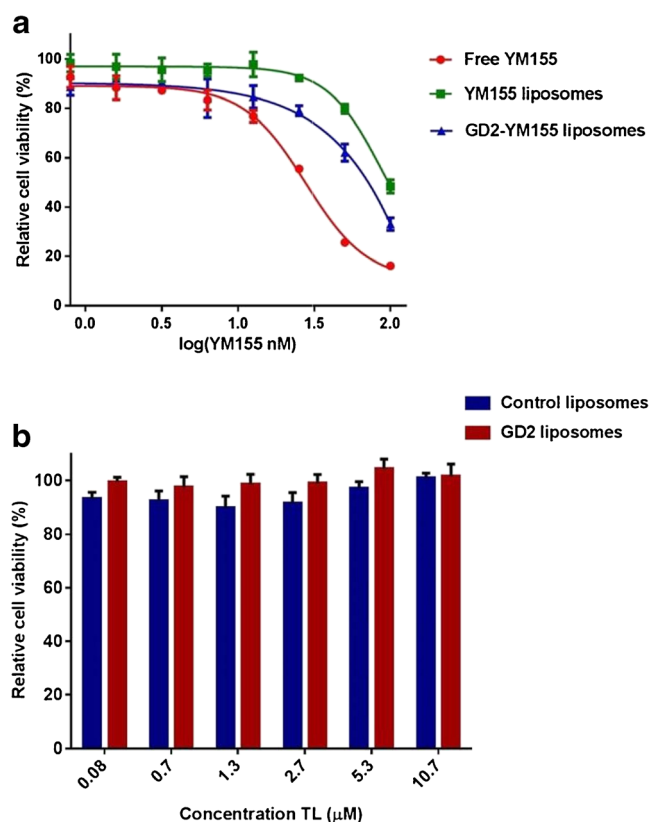 a
Relative cell viability (%)
100
80
60
40
20
0
0.0 0.5 1.0 1.5 2.0
log(YM155 nM)
Free YM155
YM155 liposomes
GD2-YM155 liposomes
b
Control liposomes
GD2 liposomes
Relative cell viability (%)
100
80
60
40
20
0
0.08 0.7 1.3 2.7 5.3 10.7
Concentration TL (μM)